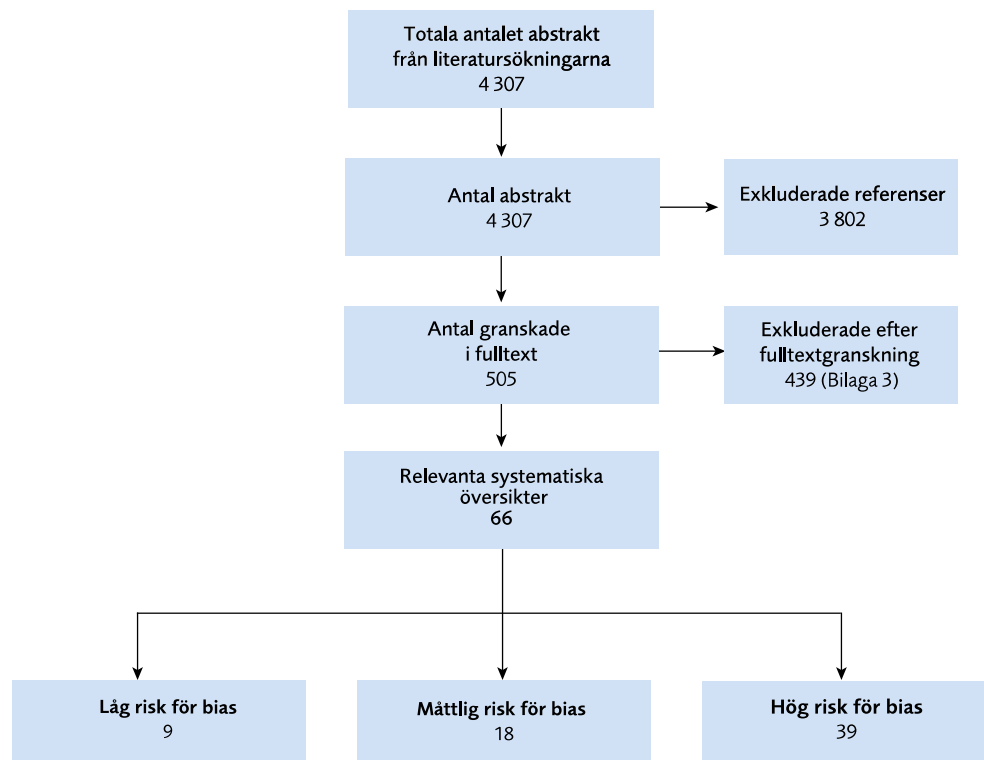 Totala antalet abstrakt
från literatursökningarna
4 307
Antal abstrakt
4 307
Exkluderade referenser
3 802
Antal granskade
i fulltext
505
Exkluderade efter
fulltextgranskning
439 (Bilaga 3)
Relevanta systematiska
översikter
66
Låg risk för bias
9
Måttlig risk för bias
18
Hög risk för bias
39